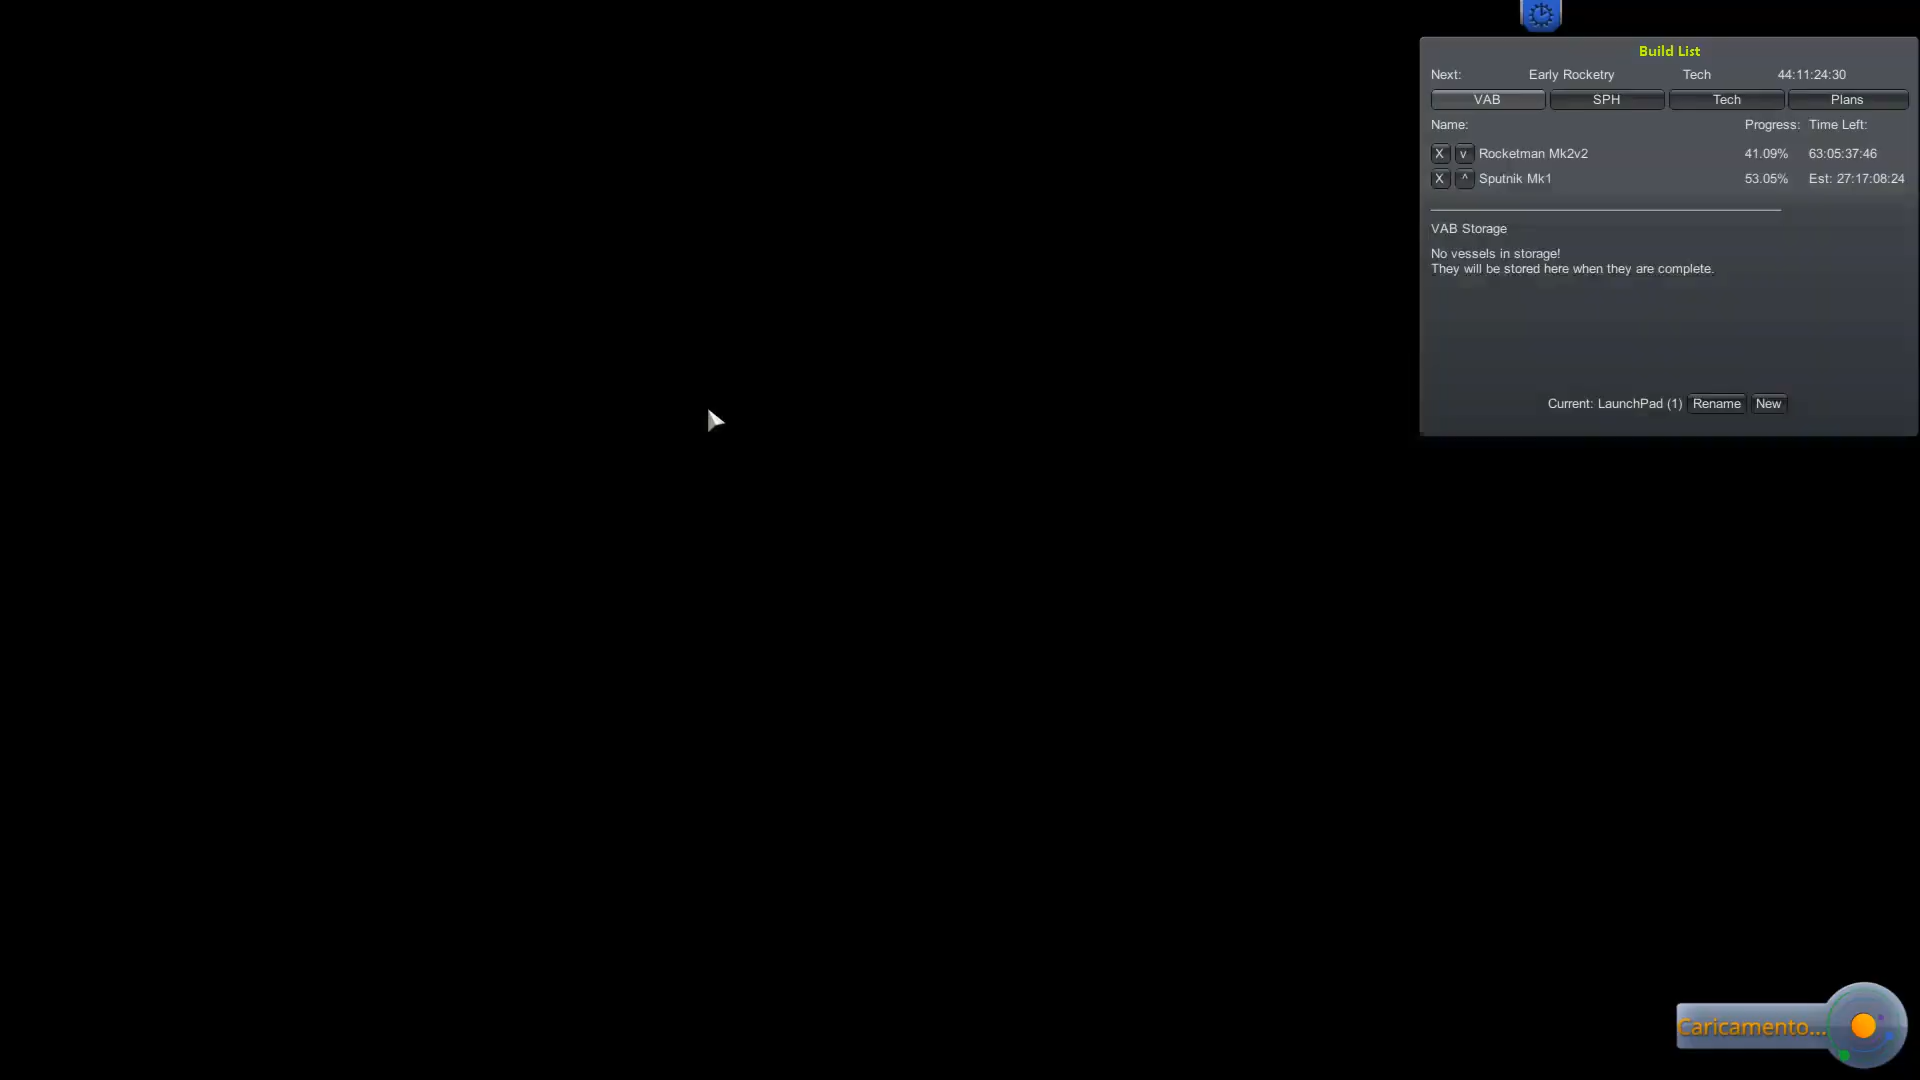 Build List
Next: Early Rocketry Tech 44:11:24:30
VAB SPH Tech Plans
Name: Progress: Time Left:
X v Rocketman Mk2v2 41.09% 63:05:37:46
X ^ Sputnik Mk1 53.05% Est: 27:17:08:24
VAB Storage
No vessels in storage!
They will be stored here when they are complete.
Current: LaunchPad (1) Rename New
Caricamento...